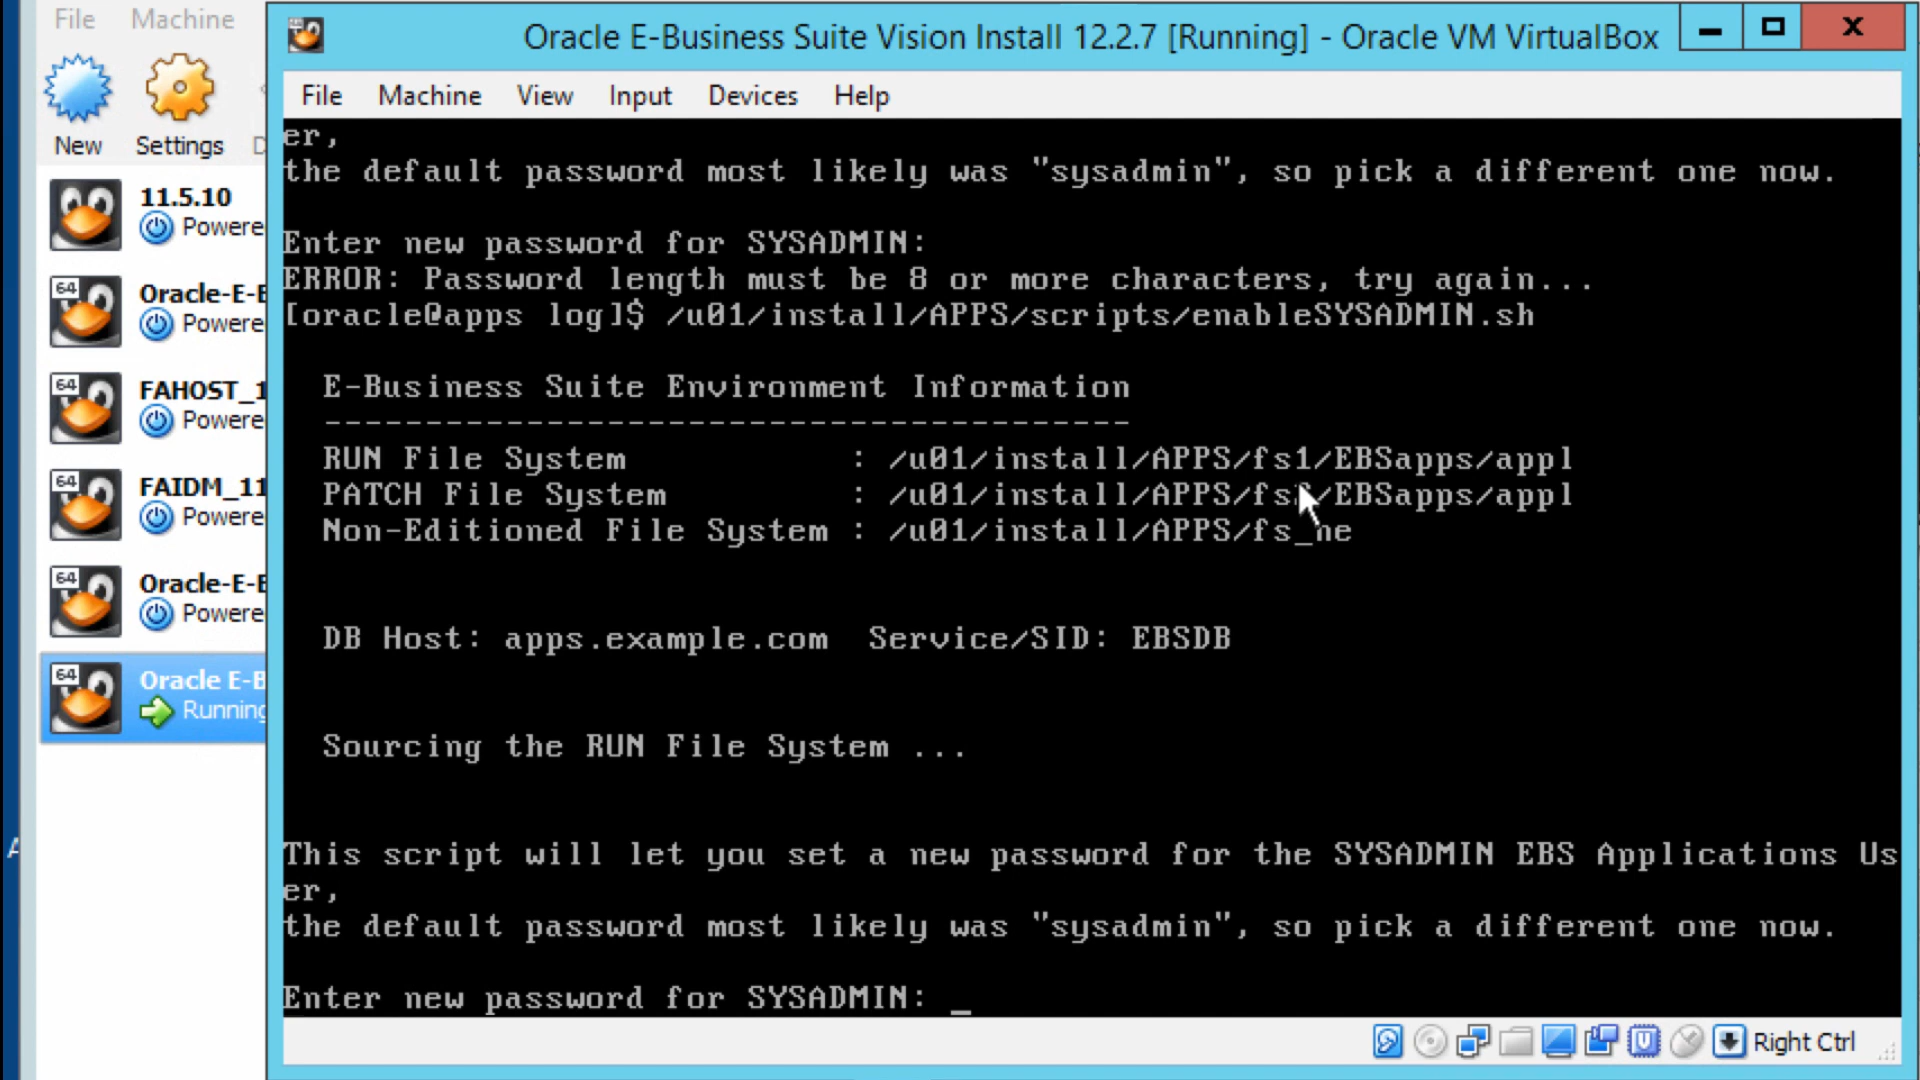 File Machine
Oracle E-Business Suite Vision Install 12.2.7 [Running] - Oracle VM VirtualBox
New Settings
File Machine View Input Devices Help
11.5.10
Powere
Oracle-E-E
Powere
64
FAHOST_1
Powere
64
FAIDM_11
Powere
64
Oracle-E-E
Powere
64
Oracle E-B
Running
64
er,
the default password most likely was "sysadmin", so pick a different one now.
Enter new password for SYSADMIN:
ERROR: Password length must be 8 or more characters, try again...
[oracle@apps log]$ /u01/install/APPS/scripts/enableSYSADMIN.sh
E-Business Suite Environment Information
----------------------------------------
RUN File System : /u01/install/APPS/fs1/EBSapps/appl
PATCH File System : /u01/install/APPS/fs /EBSapps/appl
Non-Editioned File System : /u01/install/APPS/fs_ne
DB Host: apps.example.com Service/SID: EBSDB
Sourcing the RUN File System ...
This script will let you set a new password for the SYSADMIN EBS Applications Us
er,
the default password most likely was "sysadmin", so pick a different one now.
Enter new password for SYSADMIN: _
Right Ctrl